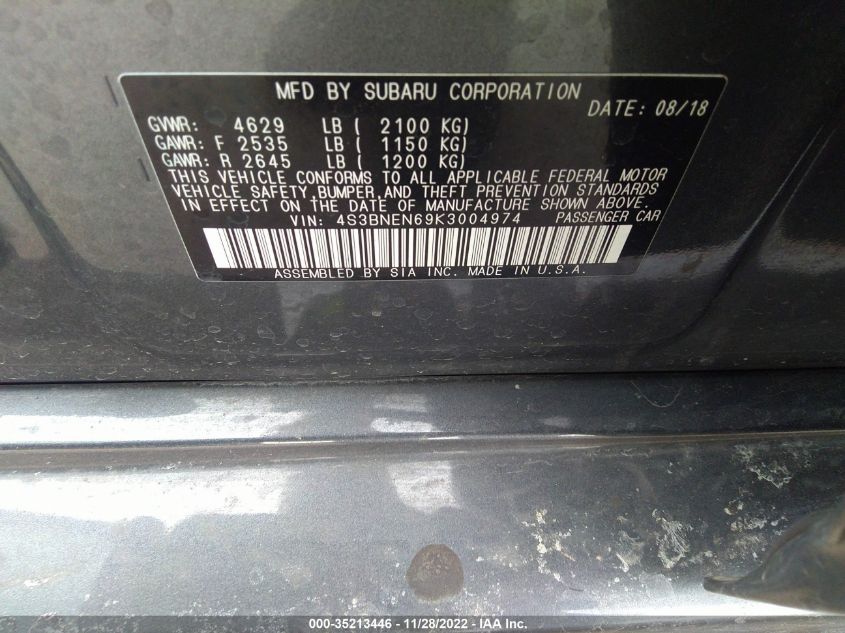 MFD BY SUBARU CORPORATION
DATE: 08/18
GVWR: 4629 LB ( 2100 KG)
GAWR: F 2535 LB ( 1150 KG)
GAWR: R 2645 LB ( 1200 KG)
THIS VEHICLE CONFORMS TO ALL APPLICABLE FEDERAL MOTOR
VEHICLE SAFETY, BUMPER, AND THEFT PREVENTION STANDARDS
IN EFFECT ON THE DATE OF MANUFACTURE SHOWN ABOVE.
VIN: 4S3BNEN69K3004974 PASSENGER CAR
ASSEMBLED BY SIA INC. MADE IN U.S.A.
000-35213446 - 11/28/2022 - IAA Inc.